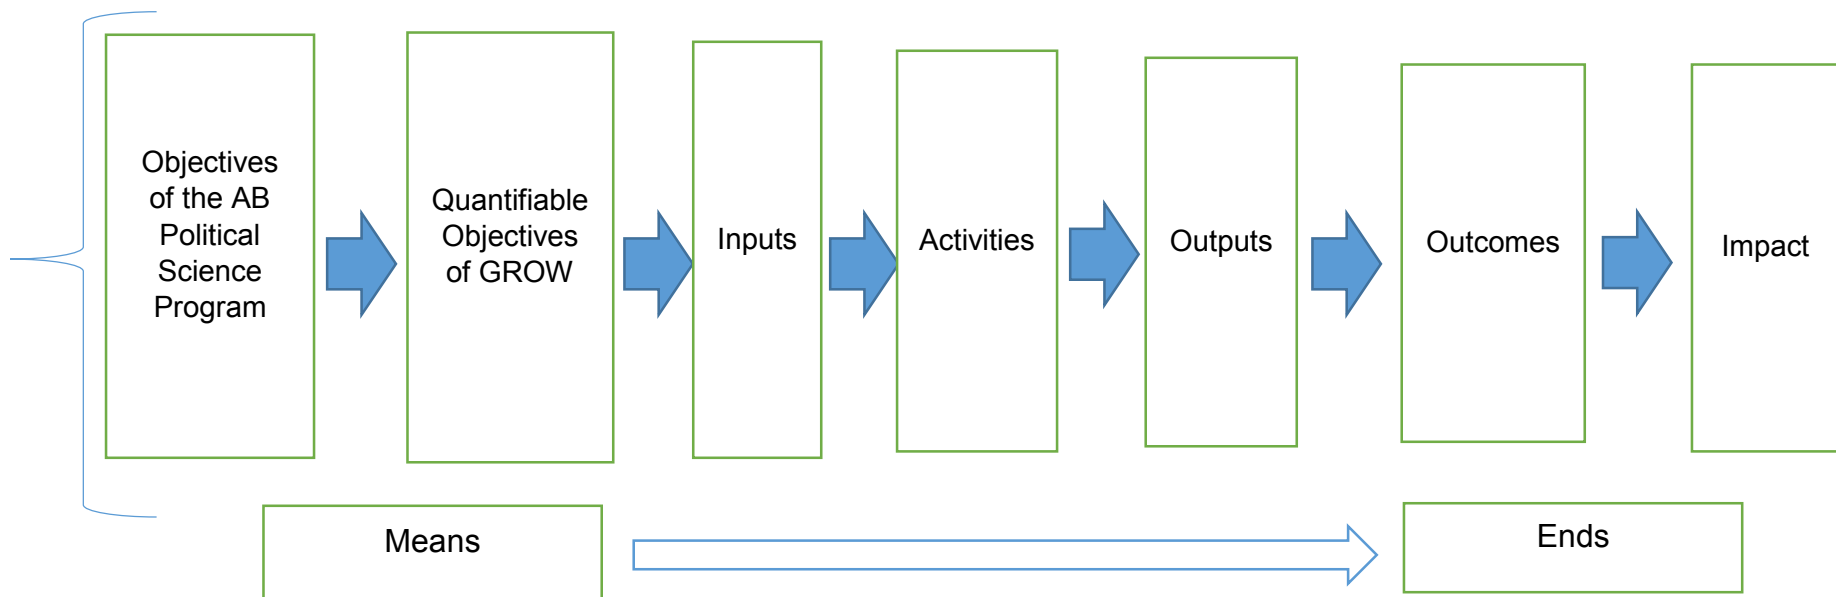 Objectives
of the AB
Political
Science
Program
Quantifiable
Objectives
of GROW
Inputs
Activities
Outputs
Outcomes
Impact
Means
Ends